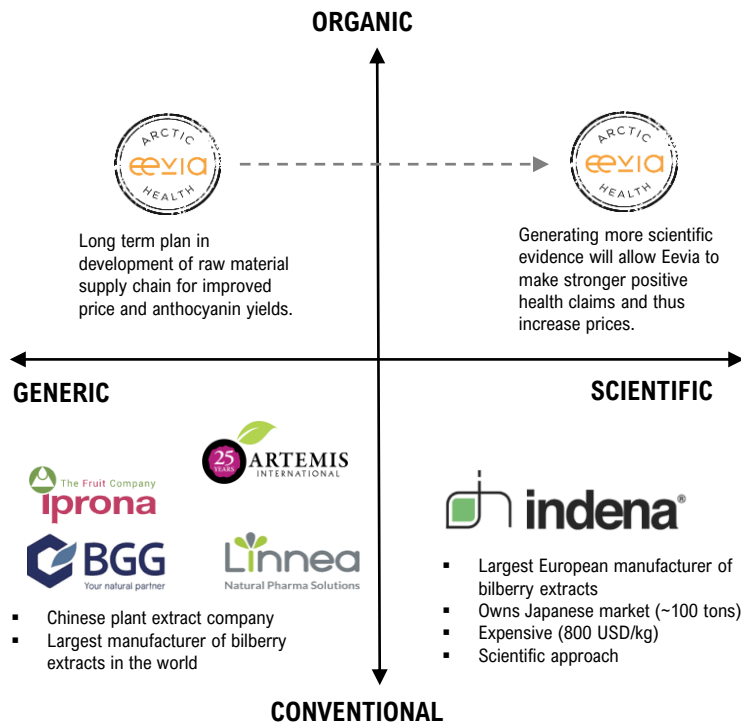 ORGANIC
ARCTIC
eevia
HEALTH
Long term plan in
development of raw material
supply chain for improved
price and anthocyanin yields.
ARCTIC
eevia
HEALTH
Generating more scientific
evidence will allow Eevia to
make stronger positive
health claims and thus
increase prices.
GENERIC
SCIENTIFIC
25
YEARS
ARTEMIS
INTERNATIONAL
The Fruit Company
iprona
BGG
Your natural partner
Linnea
Natural Pharma Solutions
▪ Chinese plant extract company
▪ Largest manufacturer of bilberry
extracts in the world
indena®
▪ Largest European manufacturer of
bilberry extracts
▪ Owns Japanese market (~100 tons)
▪ Expensive (800 USD/kg)
▪ Scientific approach
CONVENTIONAL